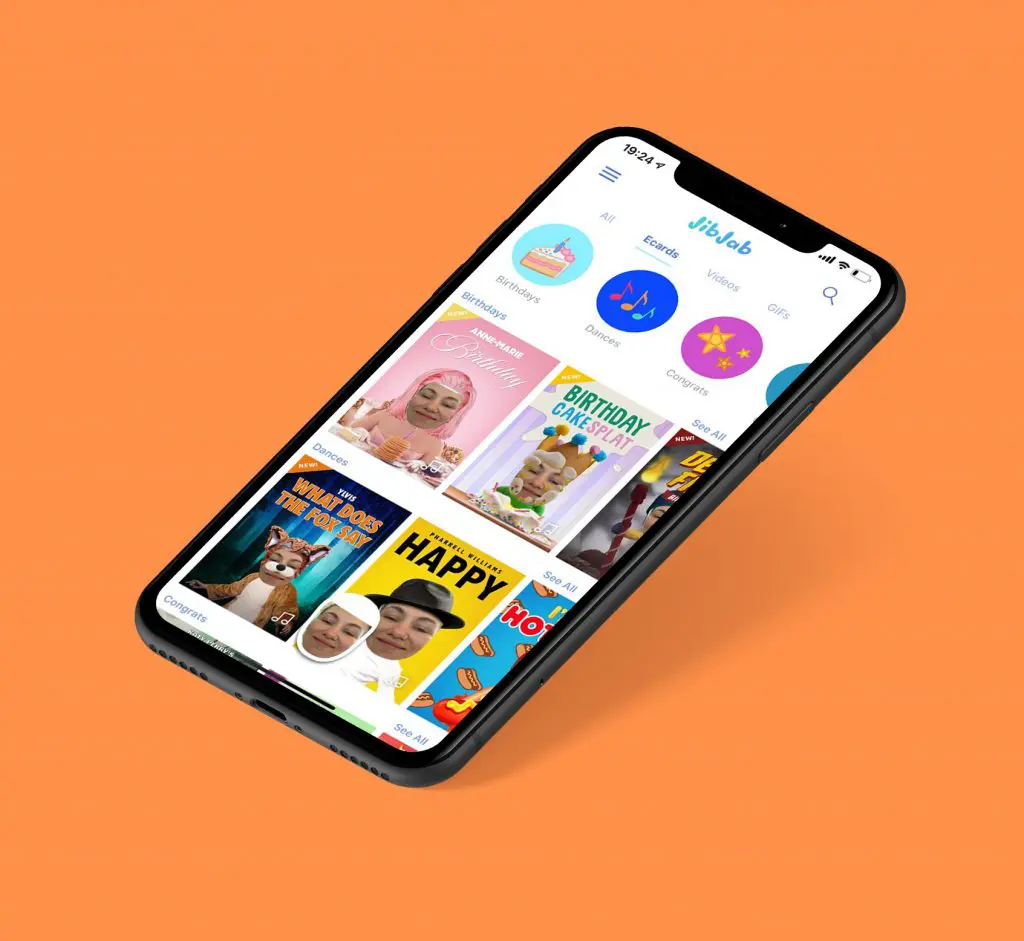 19:24
JibJab
All
Ecards
Videos
GIFs
Birthdays
Dances
Congrats
Birthdays
See All
NEW!
ANNE-MARIE
Birthday
NEW!
BIRTHDAY
CAKE SPLAT
NEW!
Dances
See All
NEW!
YLVIS
WHAT DOES
THE FOX SAY
PHARRELL WILLIAMS
HAPPY
Congrats
See All